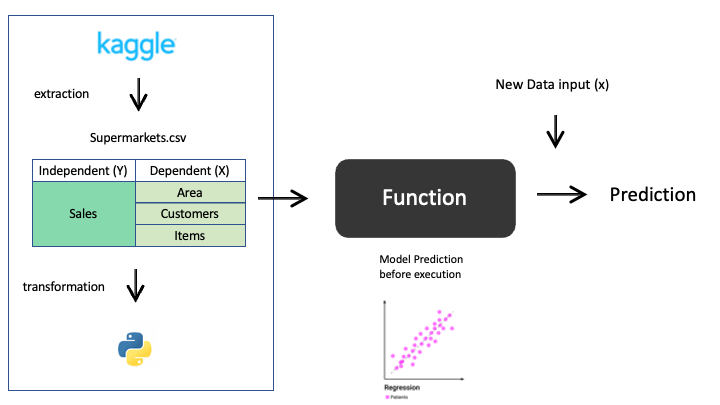 kaggle
extraction
Supermarkets.csv
Independent (Y) Dependent (X)
Sales
Area
Customers
Items
transformation
New Data input (x)
Function
Prediction
Model Prediction
before execution
Regression
Patients